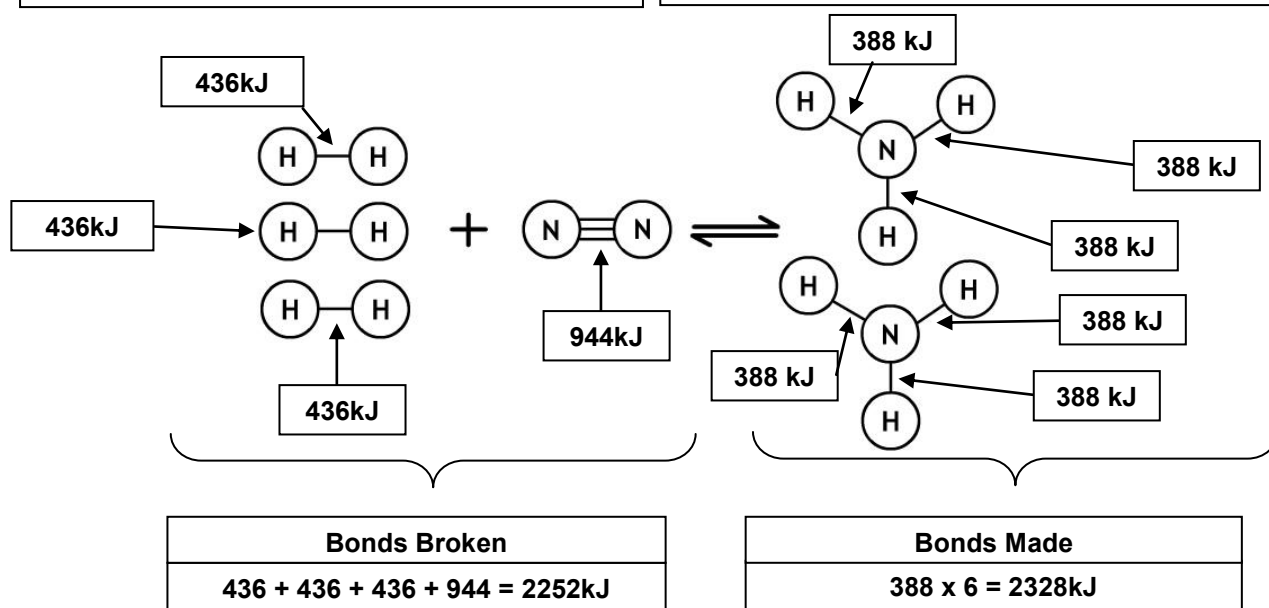 388 kJ
436kJ
H H
H H
N
388 kJ
H H
436kJ
H H + N N
H
388 kJ
H H
H H
944kJ
N
388 kJ
388 kJ
436kJ
388 kJ
H
Bonds Broken
436 + 436 + 436 + 944 = 2252kJ
Bonds Made
388 x 6 = 2328kJ